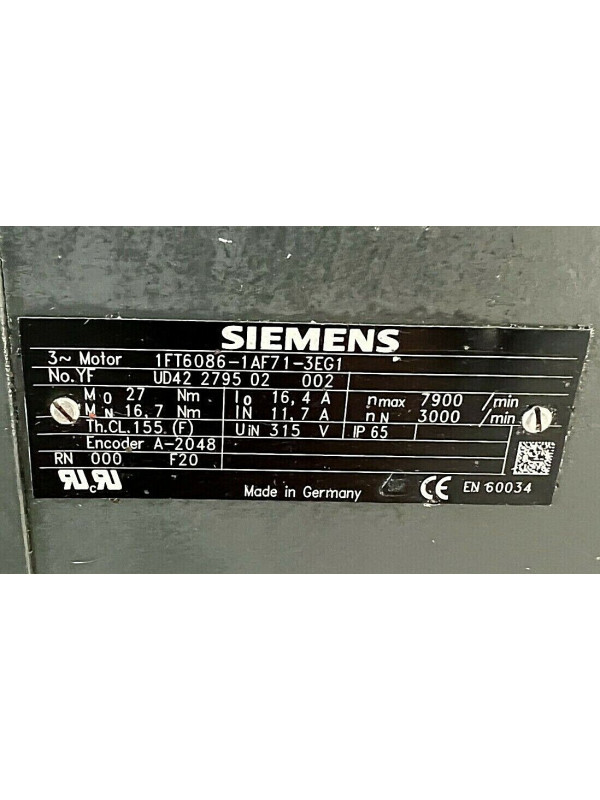 SIEMENS
3~ Motor 1FT6086-1AF71-3EG1
No. YF UD42 2795 02 002
M0 27 Nm I0 16,4 A nmax 7900 /min
MN 16,7 Nm IN 11,7 A nN 3000 /min
Th.CL.155. (F) UIN 315 V IP 65
Encoder A-2048
RN 000 F20
RU c RU Made in Germany CE EN 60034